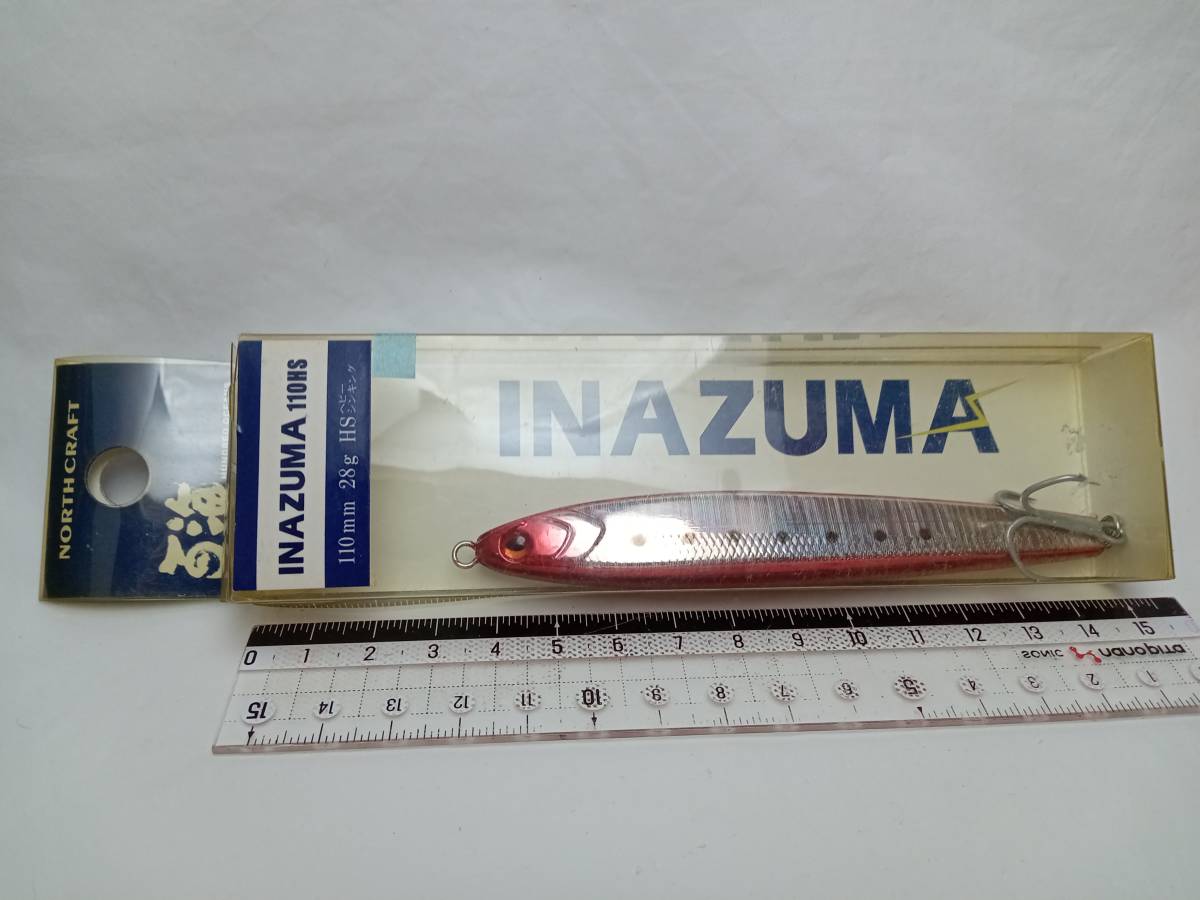 NORTH CRAFT
INAZUMA 110HS
110mm 28g HS ヘビー
シンキング
INAZUMA
0 1 2 3 4 5 6 7 8 9 10 11 12 13 14 15
SONIC nanopita
15 14 13 12 11 10 9 8 7 6 5 4 3 2 1